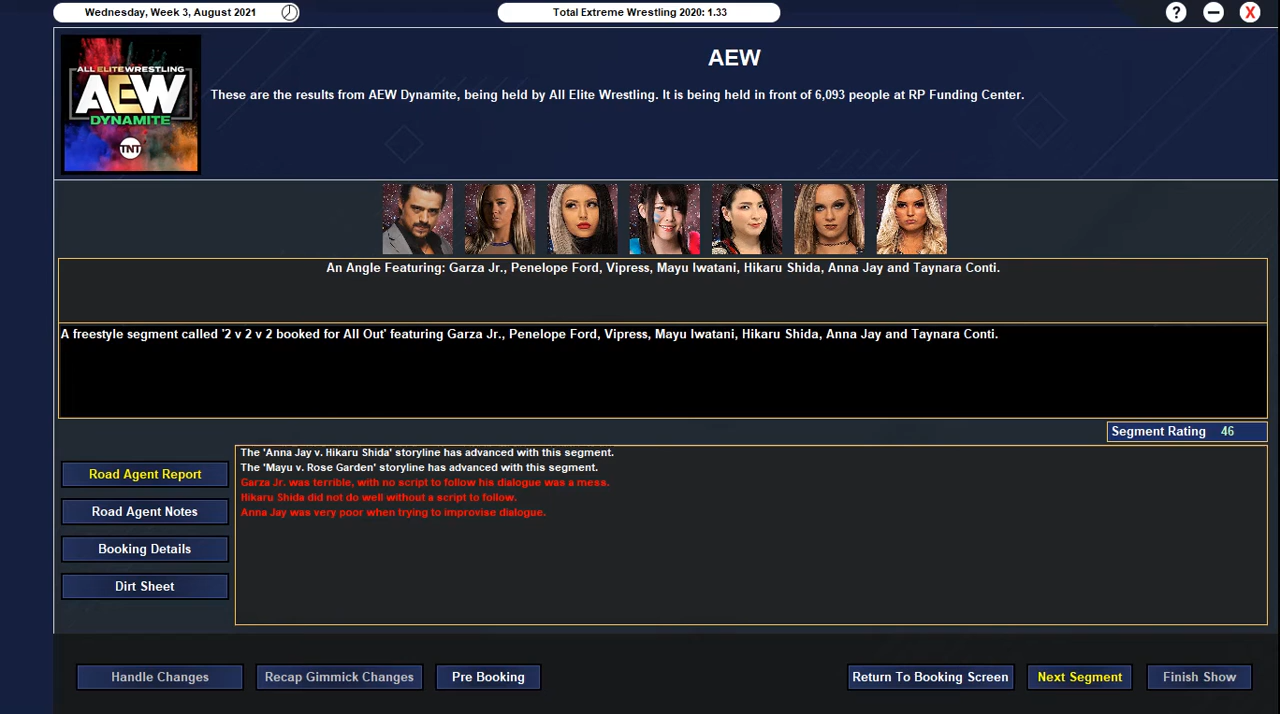 Wednesday, Week 3, August 2021
Total Extreme Wrestling 2020: 1.33
?
X
ALL ELITE WRESTLING
AEW
DYNAMITE
TNT
AEW
These are the results from AEW Dynamite, being held by All Elite Wrestling. It is being held in front of 6,093 people at RP Funding Center.
An Angle Featuring: Garza Jr., Penelope Ford, Vipress, Mayu Iwatani, Hikaru Shida, Anna Jay and Taynara Conti.
A freestyle segment called '2 v 2 v 2 booked for All Out' featuring Garza Jr., Penelope Ford, Vipress, Mayu Iwatani, Hikaru Shida, Anna Jay and Taynara Conti.
Segment Rating 46
Road Agent Report
Road Agent Notes
Booking Details
Dirt Sheet
The 'Anna Jay v. Hikaru Shida' storyline has advanced with this segment.
The 'Mayu v. Rose Garden' storyline has advanced with this segment.
Garza Jr. was terrible, with no script to follow his dialogue was a mess.
Hikaru Shida did not do well without a script to follow.
Anna Jay was very poor when trying to improvise dialogue.
Handle Changes
Recap Gimmick Changes
Pre Booking
Return To Booking Screen
Next Segment
Finish Show